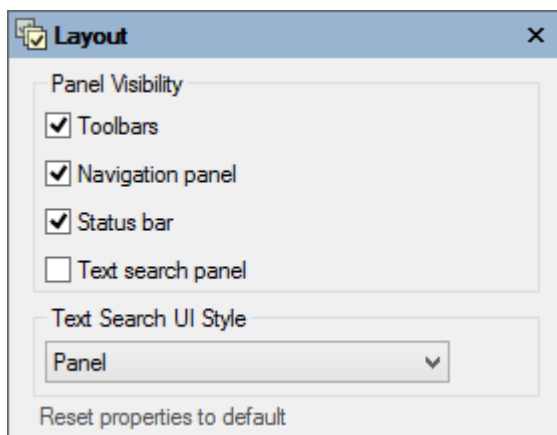 Layout
Panel Visibility
Toolbars
Navigation panel
Status bar
Text search panel
Text Search UI Style
Panel
Reset properties to default